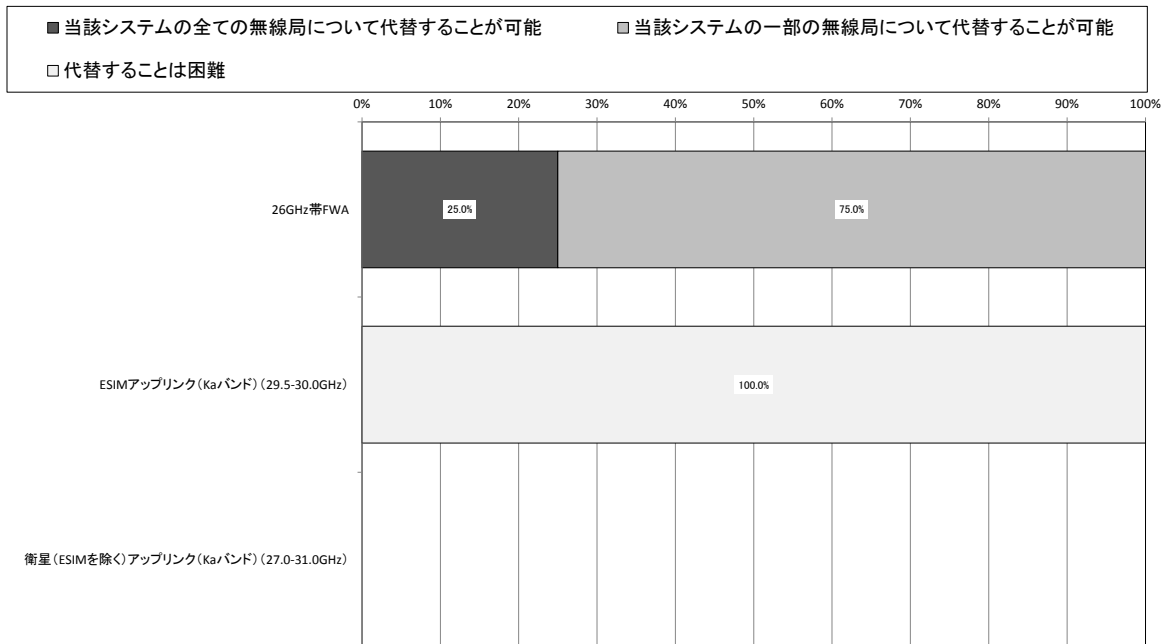 ■当該システムの全ての無線局について代替することが可能 ■当該システムの一部の無線局について代替することが可能
□代替することは困難
0% 10% 20% 30% 40% 50% 60% 70% 80% 90% 100%
26GHz帯FWA 25.0% 75.0%
ESIMアップリンク(Kaバンド)(29.5-30.0GHz) 100.0%
衛星(ESIMを除く)アップリンク(Kaバンド)(27.0-31.0GHz)